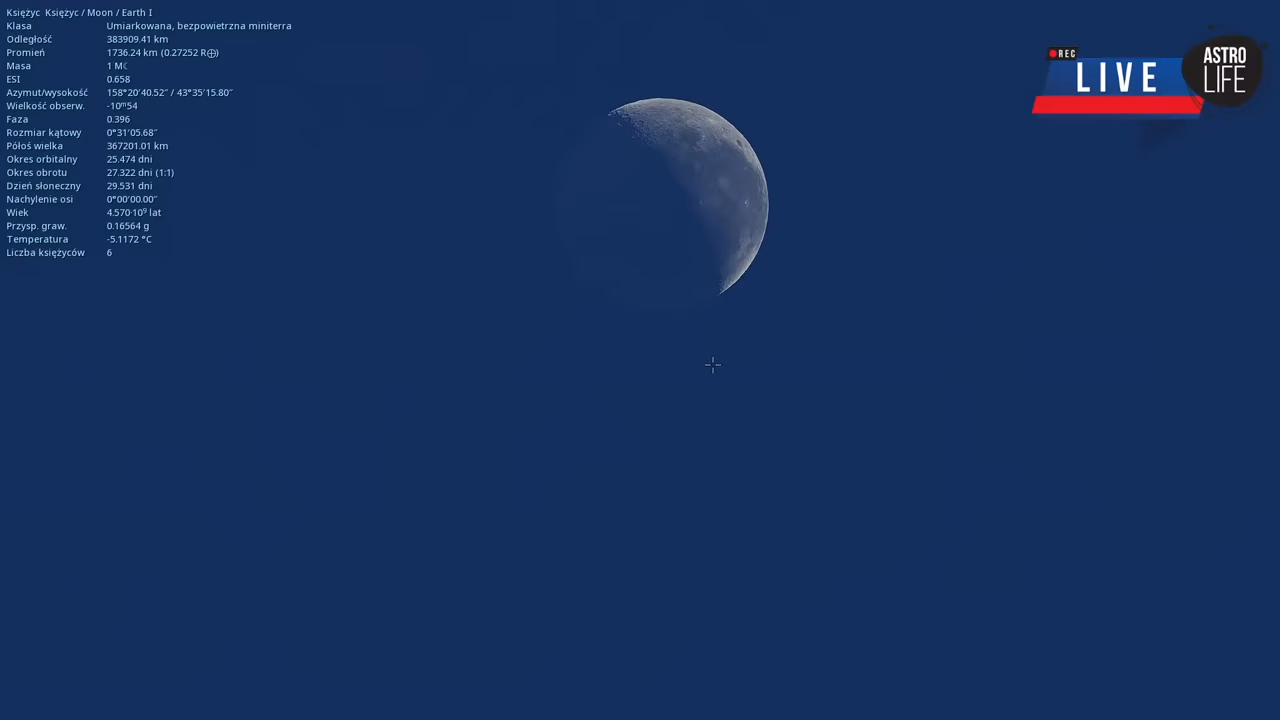 Księżyc Księżyc / Moon / Earth I
Klasa Umiarkowana, bezpowietrzna miniterra
Odległość 383909.41 km
Promień 1736.24 km (0.27252 R⊕)
Masa 1 M☾
ESI 0.658
Azymut/wysokość 158°20′40.52″ / 43°35′15.80″
Wielkość obserw. -10ᵐ54
Faza 0.396
Rozmiar kątowy 0°31′05.68″
Półoś wielka 367201.01 km
Okres orbitalny 25.474 dni
Okres obrotu 27.322 dni (1:1)
Dzień słoneczny 29.531 dni
Nachylenie osi 0°00′00.00″
Wiek 4.570·10⁹ lat
Przysp. graw. 0.16564 g
Temperatura -5.1172 °C
Liczba księżyców 6
REC
LIVE
ASTRO
LIFE